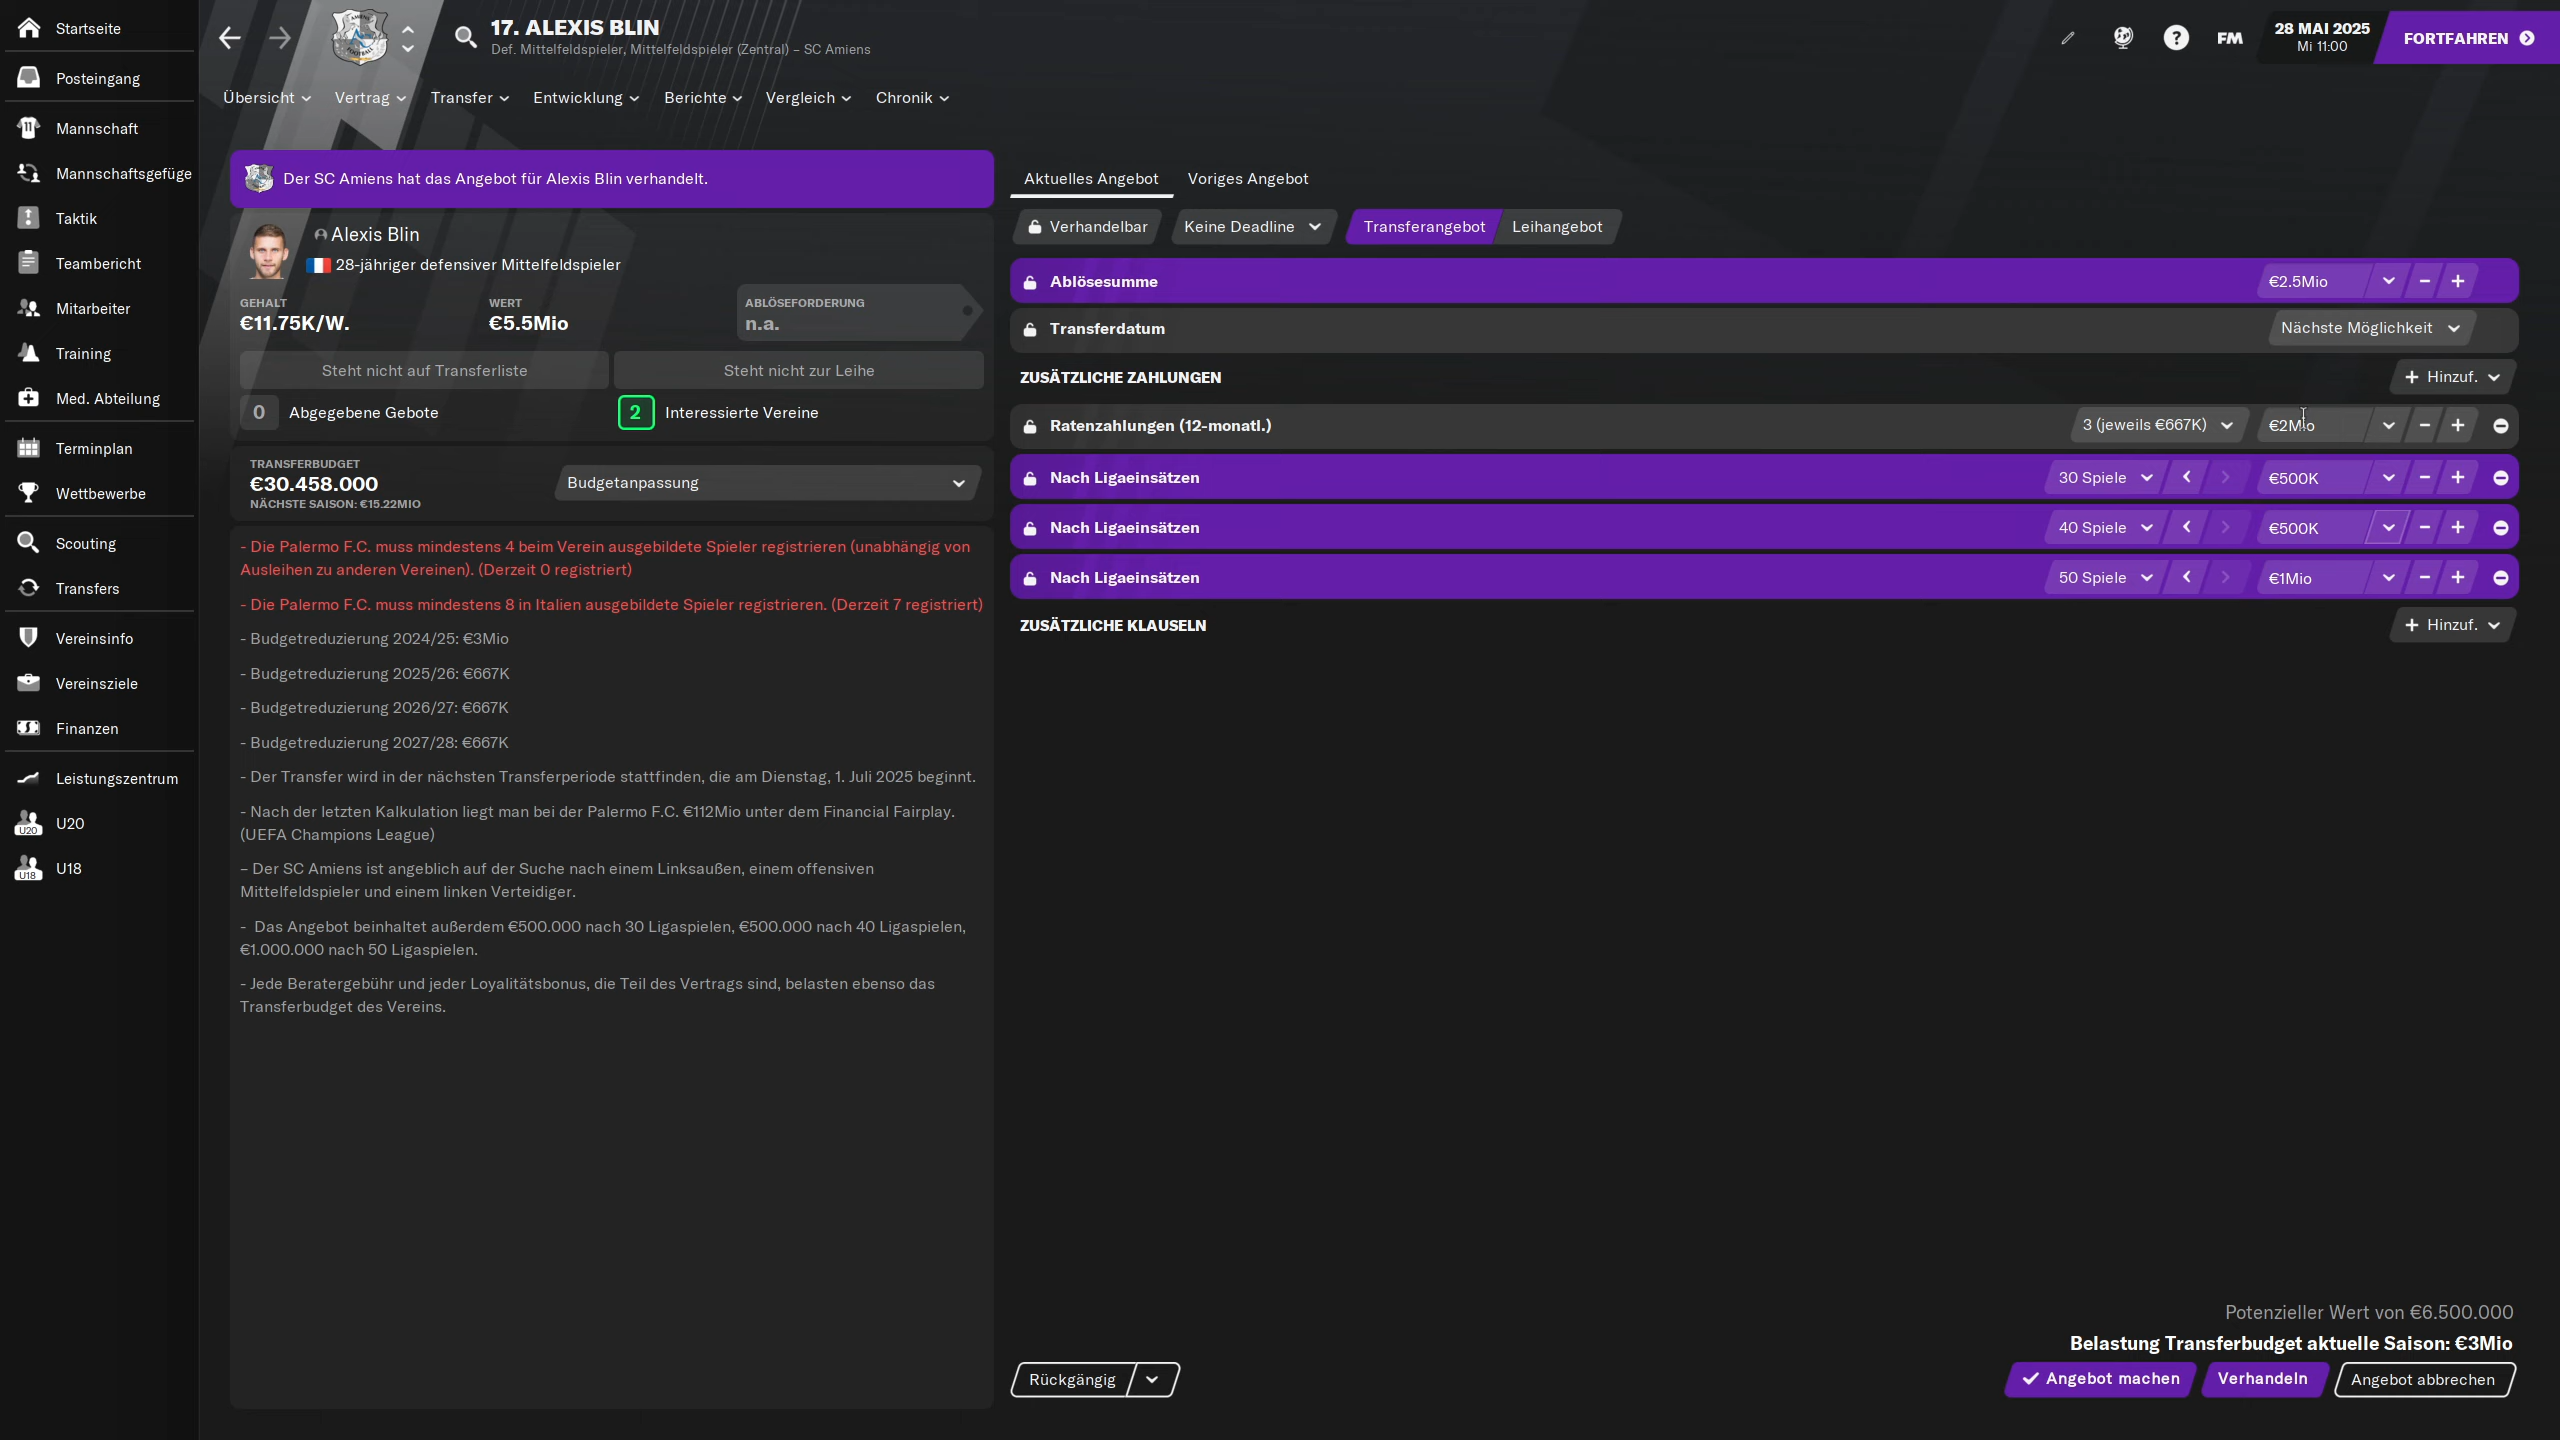 Startseite
Posteingang
Mannschaft
Mannschaftsgefüge
Taktik
Teambericht
Mitarbeiter
Training
Med. Abteilung
Terminplan
Wettbewerbe
Scouting
Transfers
Vereinsinfo
Vereinsziele
Finanzen
Leistungszentrum
U20
U20
U18
U18
17. ALEXIS BLIN
Def. Mittelfeldspieler, Mittelfeldspieler (Zentral) – SC Amiens
FM
28 MAI 2025
Mi 11:00
FORTFAHREN
Übersicht
Vertrag
Transfer
Entwicklung
Berichte
Vergleich
Chronik
Der SC Amiens hat das Angebot für Alexis Blin verhandelt.
Alexis Blin
28-jähriger defensiver Mittelfeldspieler
GEHALT
€11.75K/W.
WERT
€5.5Mio
ABLÖSEFORDERUNG
n.a.
Steht nicht auf Transferliste
Steht nicht zur Leihe
0 Abgegebene Gebote
2 Interessierte Vereine
TRANSFERBUDGET
€30.458.000
NÄCHSTE SAISON: €15.22MIO
Budgetanpassung
- Die Palermo F.C. muss mindestens 4 beim Verein ausgebildete Spieler registrieren (unabhängig von
Ausleihen zu anderen Vereinen). (Derzeit 0 registriert)
- Die Palermo F.C. muss mindestens 8 in Italien ausgebildete Spieler registrieren. (Derzeit 7 registriert)
- Budgetreduzierung 2024/25: €3Mio
- Budgetreduzierung 2025/26: €667K
- Budgetreduzierung 2026/27: €667K
- Budgetreduzierung 2027/28: €667K
- Der Transfer wird in der nächsten Transferperiode stattfinden, die am Dienstag, 1. Juli 2025 beginnt.
- Nach der letzten Kalkulation liegt man bei der Palermo F.C. €112Mio unter dem Financial Fairplay.
(UEFA Champions League)
– Der SC Amiens ist angeblich auf der Suche nach einem Linksaußen, einem offensiven
Mittelfeldspieler und einem linken Verteidiger.
- Das Angebot beinhaltet außerdem €500.000 nach 30 Ligaspielen, €500.000 nach 40 Ligaspielen,
€1.000.000 nach 50 Ligaspielen.
- Jede Beratergebühr und jeder Loyalitätsbonus, die Teil des Vertrags sind, belasten ebenso das
Transferbudget des Vereins.
Aktuelles Angebot
Voriges Angebot
Verhandelbar
Keine Deadline
Transferangebot
Leihangebot
Ablösesumme €2.5Mio
Transferdatum Nächste Möglichkeit
ZUSÄTZLICHE ZAHLUNGEN
Hinzuf.
Ratenzahlungen (12-monatl.) 3 (jeweils €667K) €2Mio
Nach Ligaeinsätzen 30 Spiele €500K
Nach Ligaeinsätzen 40 Spiele €500K
Nach Ligaeinsätzen 50 Spiele €1Mio
ZUSÄTZLICHE KLAUSELN
Hinzuf.
Potenzieller Wert von €6.500.000
Belastung Transferbudget aktuelle Saison: €3Mio
Rückgängig
Angebot machen
Verhandeln
Angebot abbrechen